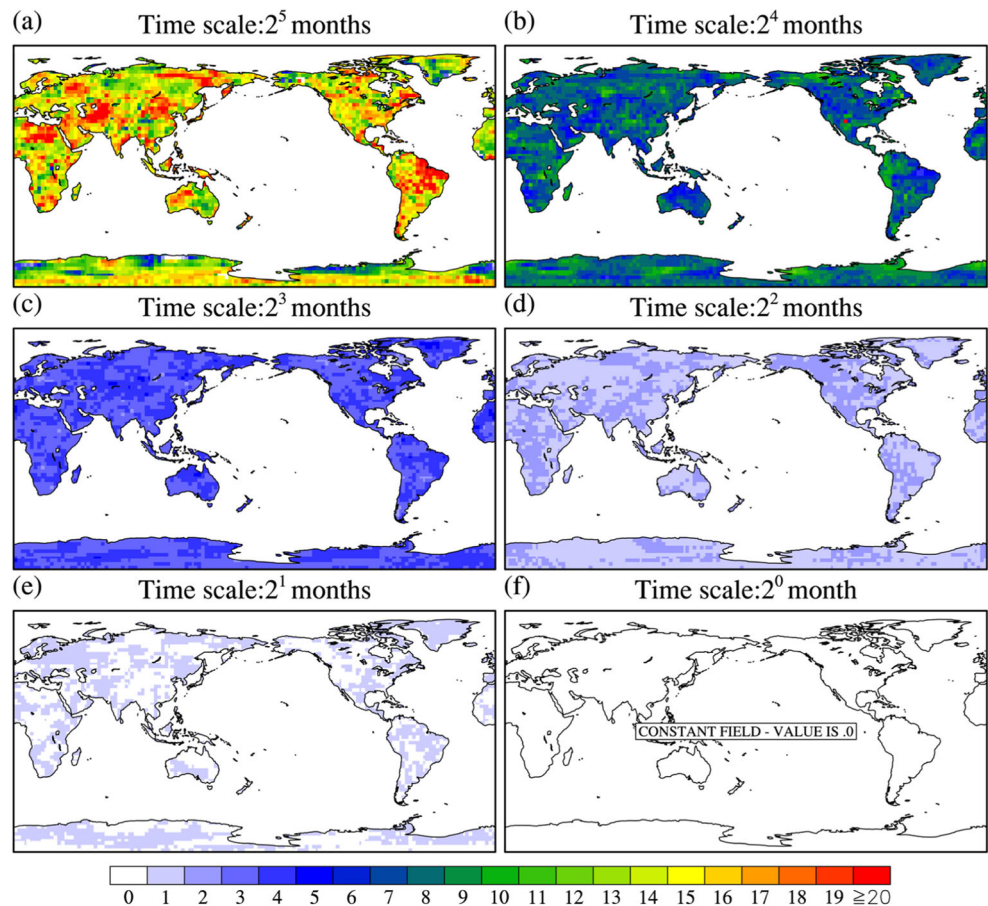 (a) Time scale:2⁵ months
(b) Time scale:2⁴ months
(c) Time scale:2³ months
(d) Time scale:2² months
(e) Time scale:2¹ months
(f) Time scale:2⁰ month
CONSTANT FIELD - VALUE IS .0
0 1 2 3 4 5 6 7 8 9 10 11 12 13 14 15 16 17 18 19 ≧20